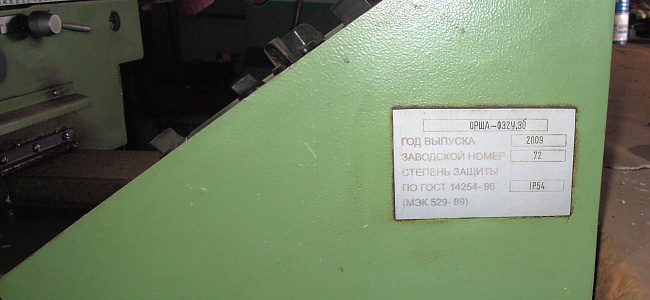 ОРША-Ф32У.30
ГОД ВЫПУСКА 2009
ЗАВОДСКОЙ НОМЕР 72
СТЕПЕНЬ ЗАЩИТЫ
ПО ГОСТ 14254-96 IP54
(МЭК 529-89)